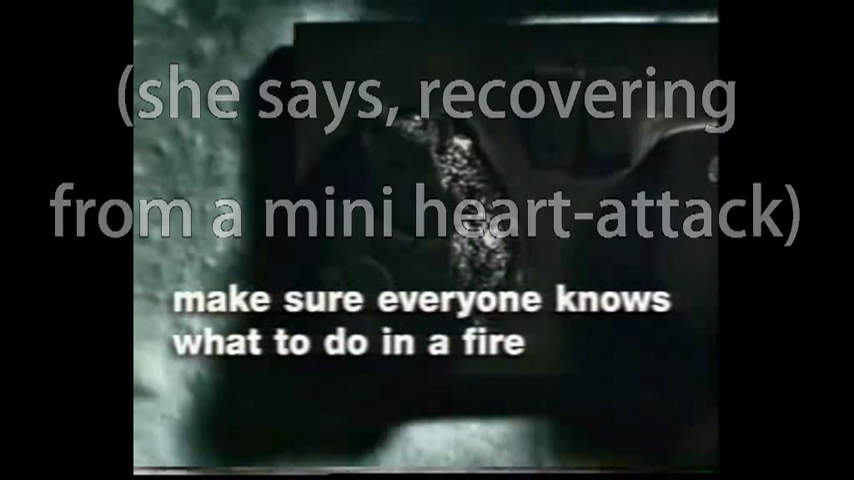 (she says, recovering
from a mini heart-attack)
make sure everyone knows
what to do in a fire